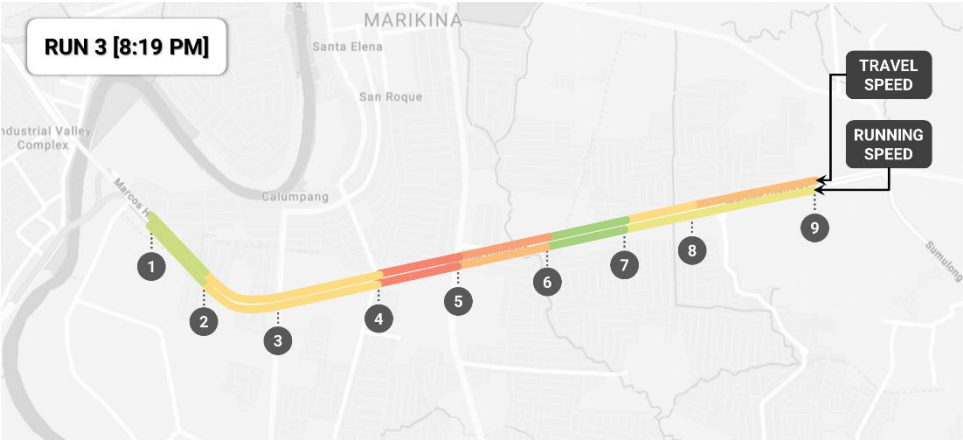 RUN 3 [8:19 PM]
MARIKINA
Santa Elena
San Roque
TRAVEL
SPEED
RUNNING
SPEED
ndustrial Valley
Complex
Marcos H
Calumpang
Sumulong
1
2
3
4
5
6
7
8
9